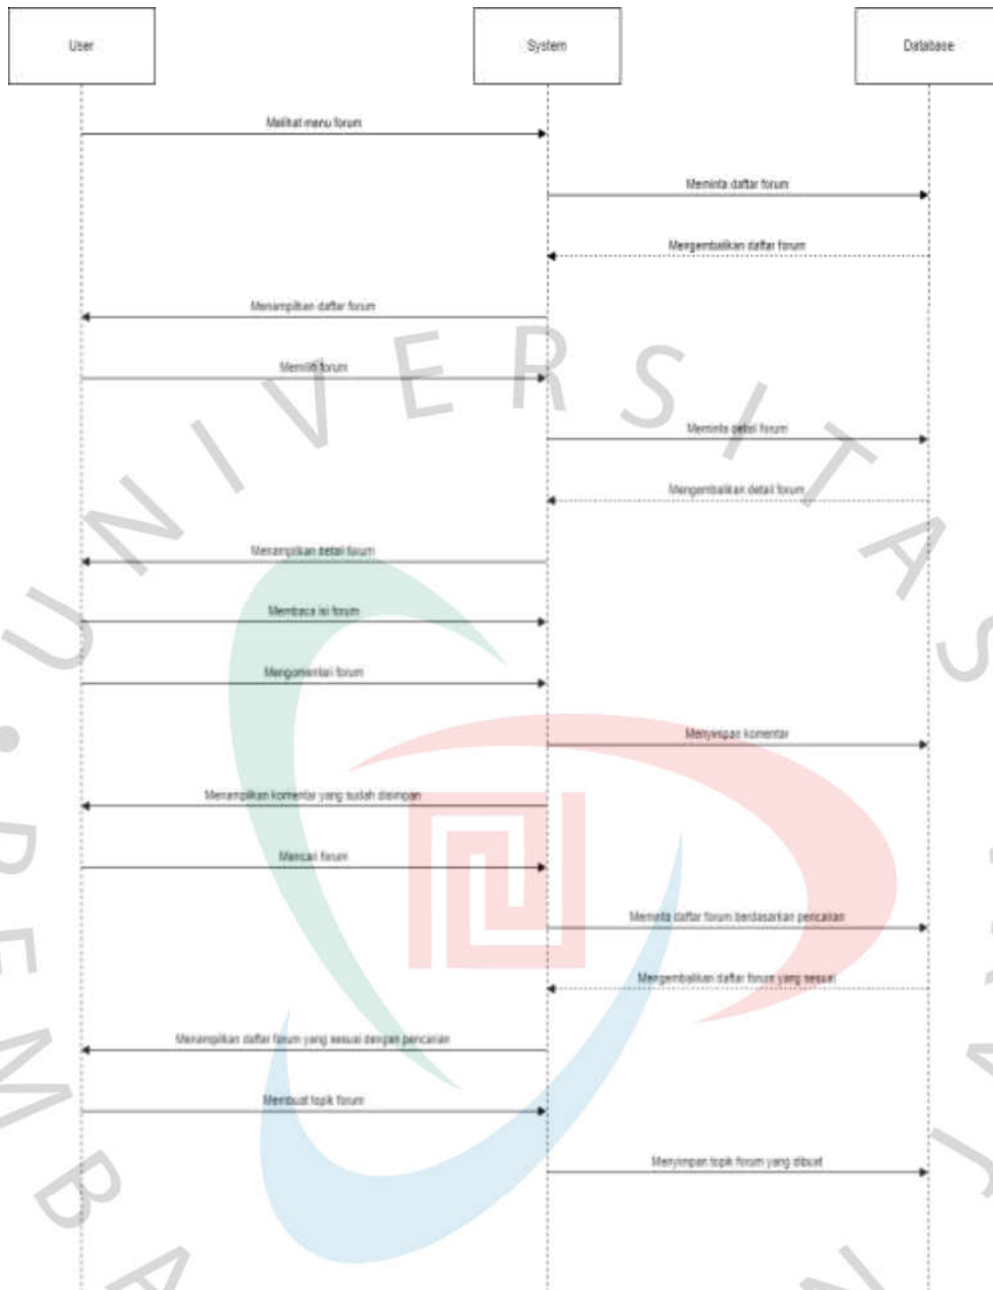 User
System
Database
Melihat menu forum
Meminta daftar forum
Mengembalikan daftar forum
Menampilkan daftar forum
Memilih forum
Meminta detail forum
Mengembalikan detail forum
Menampilkan detail forum
Membaca isi forum
Mengomentari forum
Menyimpan komentar
Menampilkan komentar yang sudah disimpan
Mencari forum
Meminta daftar forum berdasarkan pencarian
Mengembalikan daftar forum yang sesuai
Menampilkan daftar forum yang sesuai dengan pencarian
Membuat topik forum
Menyimpan topik forum yang dibuat
UNIVERSITAS